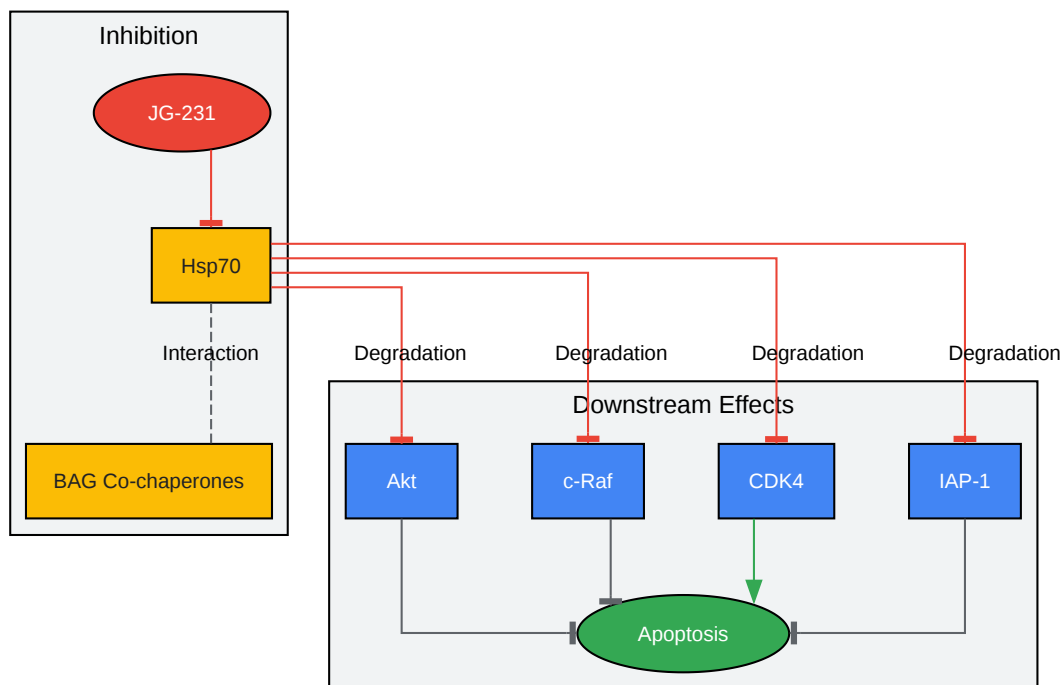 Inhibition
JG-231
Hsp70
Interaction
Degradation
Degradation
Degradation
Degradation
Downstream Effects
BAG Co-chaperones
Akt
c-Raf
CDK4
IAP-1
Apoptosis